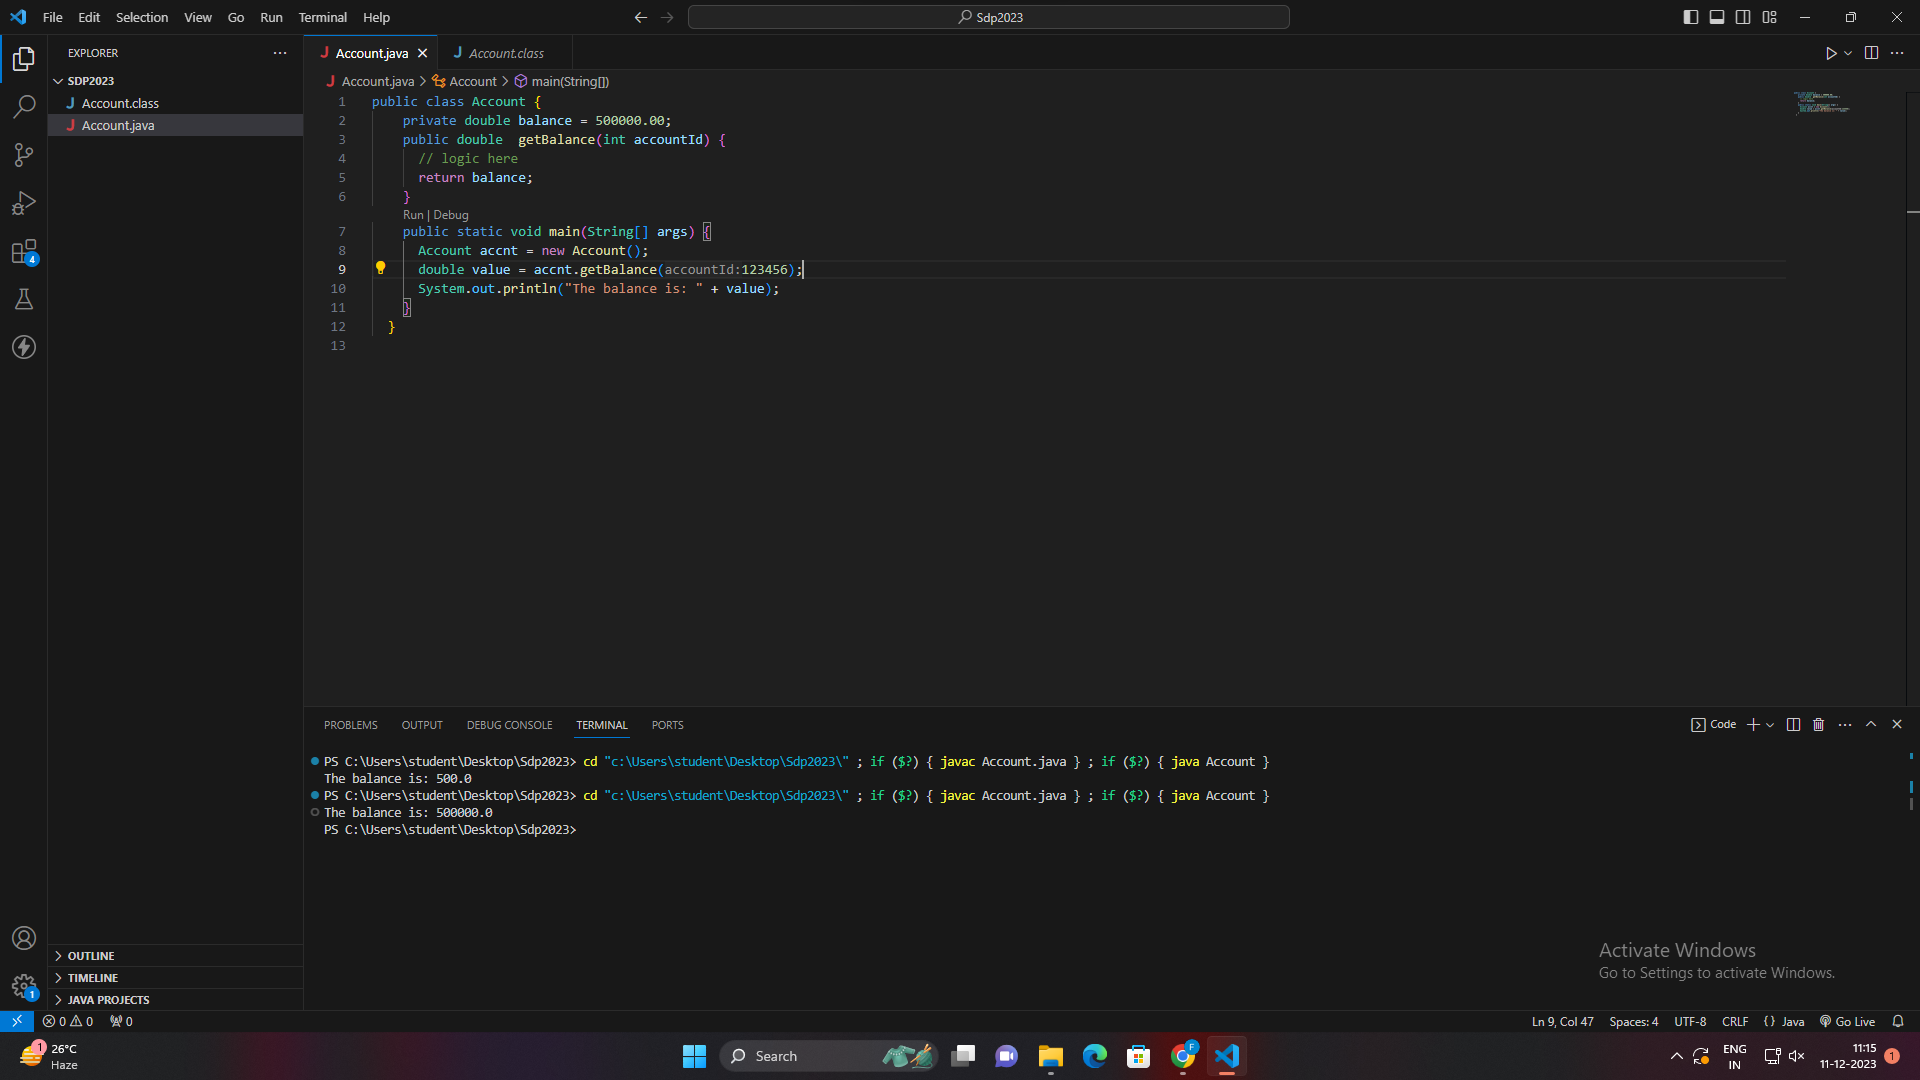 File Edit Selection View Go Run Terminal Help
Sdp2023
EXPLORER
SDP2023
Account.class
Account.java
Account.java
Account.class
Account.java > Account > main(String[])
1 public class Account {
2 private double balance = 500000.00;
3 public double  getBalance(int accountId) {
4 // logic here
5 return balance;
6 }
Run | Debug
7 public static void main(String[] args) {
8 Account accnt = new Account();
9 double value = accnt.getBalance(accountId:123456);
10 System.out.println("The balance is: " + value);
11 }
12 }
13
4
PROBLEMS OUTPUT DEBUG CONSOLE TERMINAL PORTS
Code
PS C:\Users\student\Desktop\Sdp2023> cd "c:\Users\student\Desktop\Sdp2023\" ; if ($?) { javac Account.java } ; if ($?) { java Account }
The balance is: 500.0
PS C:\Users\student\Desktop\Sdp2023> cd "c:\Users\student\Desktop\Sdp2023\" ; if ($?) { javac Account.java } ; if ($?) { java Account }
The balance is: 500000.0
PS C:\Users\student\Desktop\Sdp2023>
OUTLINE
TIMELINE
JAVA PROJECTS
1
Activate Windows
Go to Settings to activate Windows.
0 0 0
Ln 9, Col 47 Spaces: 4 UTF-8 CRLF {} Java Go Live
1
26°C
Haze
Search
F
ENG
IN
11:15
11-12-2023
1